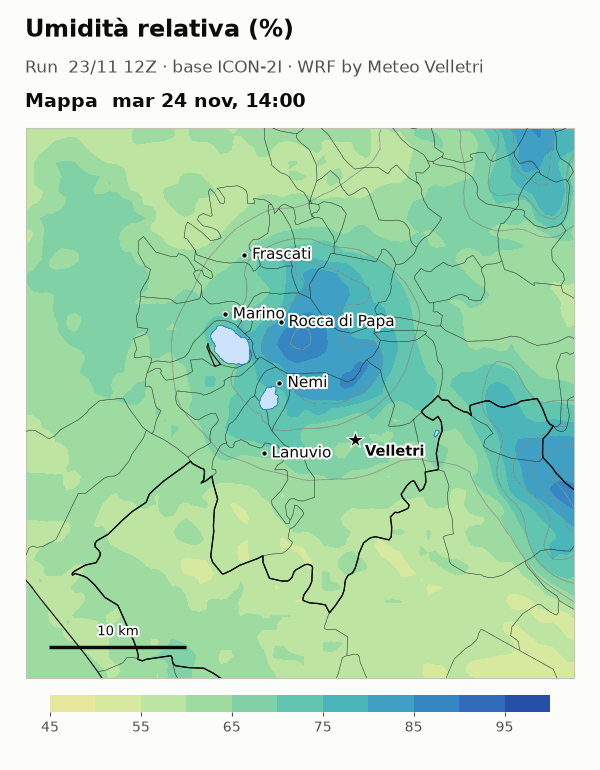 Umidità relativa (%)
Run  23/11 12Z · base ICON-2I · WRF by Meteo Velletri
Mappa  mar 24 nov, 14:00
Frascati
Marino
Rocca di Papa
Nemi
Velletri
Lanuvio
10 km
45 55 65 75 85 95